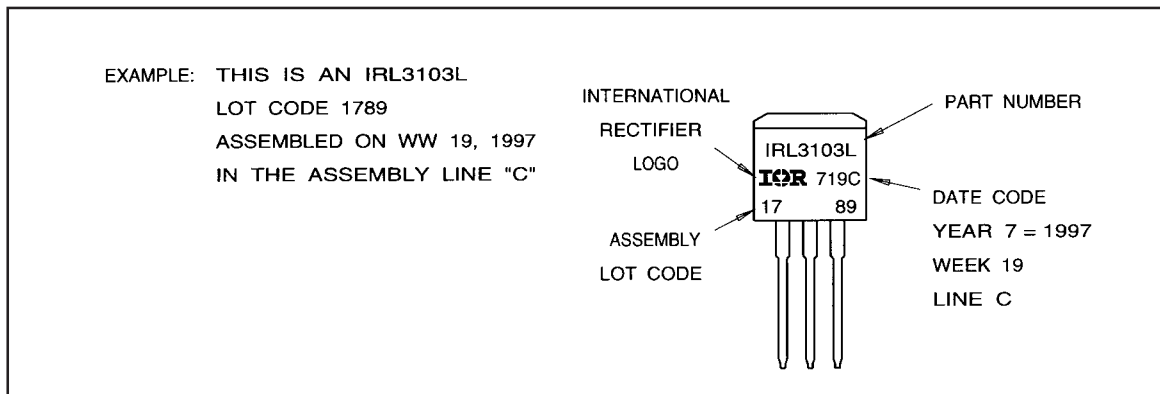 EXAMPLE: THIS IS AN IRL3103L
LOT CODE 1789
ASSEMBLED ON WW 19, 1997
IN THE ASSEMBLY LINE "C"
INTERNATIONAL
RECTIFIER
LOGO
ASSEMBLY
LOT CODE
IRL3103L
IOR 719C
17 89
PART NUMBER
DATE CODE
YEAR 7 = 1997
WEEK 19
LINE C